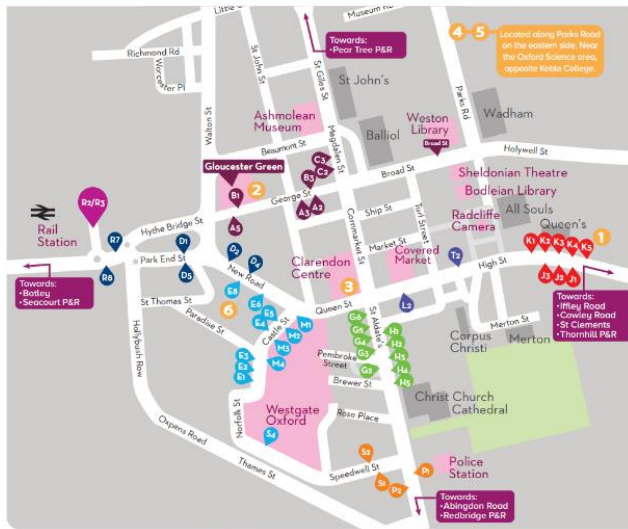 Little C
Museum Rd
Towards:
•Pear Tree P&R
4
5
Located along Parks Road
on the eastern side. Near
the Oxford Science area,
opposite Keble College.
Richmond Rd
Worcester Pl
Walton St
St John St
St Giles St
St John's
Parks Rd
Ashmolean
Museum
Magdalen St
Balliol
Weston
Library
Wadham
Beaumont St
Broad St
Holywell St
Gloucester Green
C3
C2
B3
Broad St
Sheldonian Theatre
Bodleian Library
B1
2
George St
A3
A2
R2/R3
Rail
Station
A5
Ship St
Cornmarket St
Turl Street
Radcliffe
Camera
All Souls
Queen's
1
Hythe Bridge St
R7
D1
K1
K2
K3
K4
K5
Market St
Covered
Market
T2
High St
Park End St
D3
D4
New Road
Clarendon
Centre
R6
D5
J3
J2
J1
Towards:
•Botley
•Seacourt P&R
Towards:
•Iffley Road
•Cowley Road
•St Clements
•Thornhill P&R
St Thomas St
6
E8
3
L2
Queen St
Paradise St
E6
E5
E4
Castle St
M1
M2
M3
M4
E3
E2
E1
Merton St
Merton
Corpus
Christi
St Aldate's
G6
G5
G4
G3
G2
H1
H2
H3
H4
H5
Pembroke
Street
Brewer St
Christ Church
Cathedral
Hollybush Row
Norfolk St
Westgate
Oxford
Rose Place
S4
Oxpens Road
Thames St
S2
Speedwell St
S1
P2
P1
Police
Station
Towards:
•Abingdon Road
•Redbridge P&R